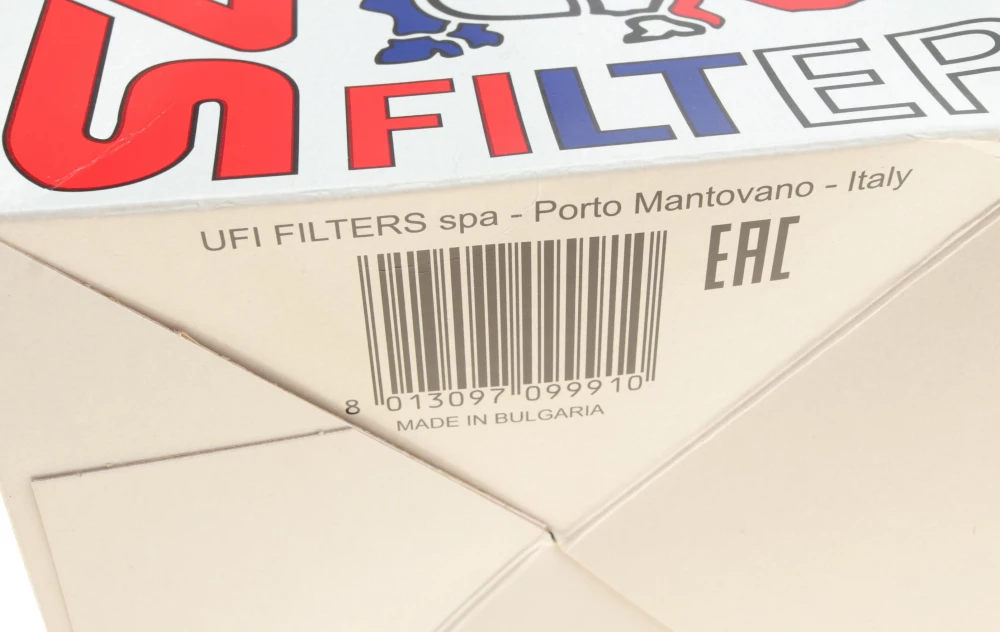 FILTER
UFI FILTERS spa - Porto Mantovano - Italy
EAC
8 013097 099910
MADE IN BULGARIA